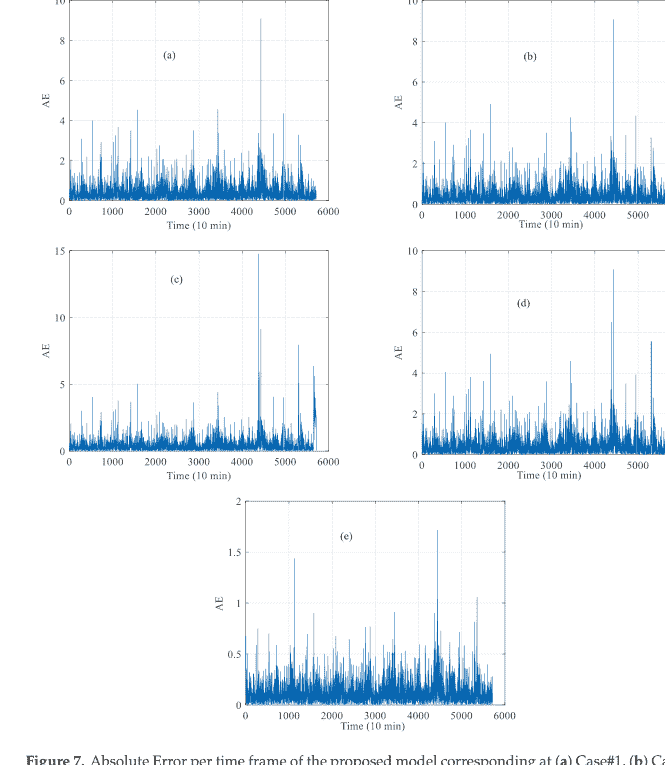 10 10
8 8
(a) (b)
6 6
AE AE
4 4
2 2
0 0
0 1000 2000 3000 4000 5000 6000 0 1000 2000 3000 4000 5000
Time (10 min) Time (10 min)
15 10
(c) 8
(d)
10 6
AE AE
4
5
2
0 0
0 1000 2000 3000 4000 5000 6000 0 1000 2000 3000 4000 5000
Time (10 min) Time (10 min)
2
(e)
1.5
AE
1
0.5
0
0 1000 2000 3000 4000 5000 6000
Time (10 min)
Figure 7. Absolute Error per time frame of the proposed model corresponding at (a) Case#1, (b) Ca